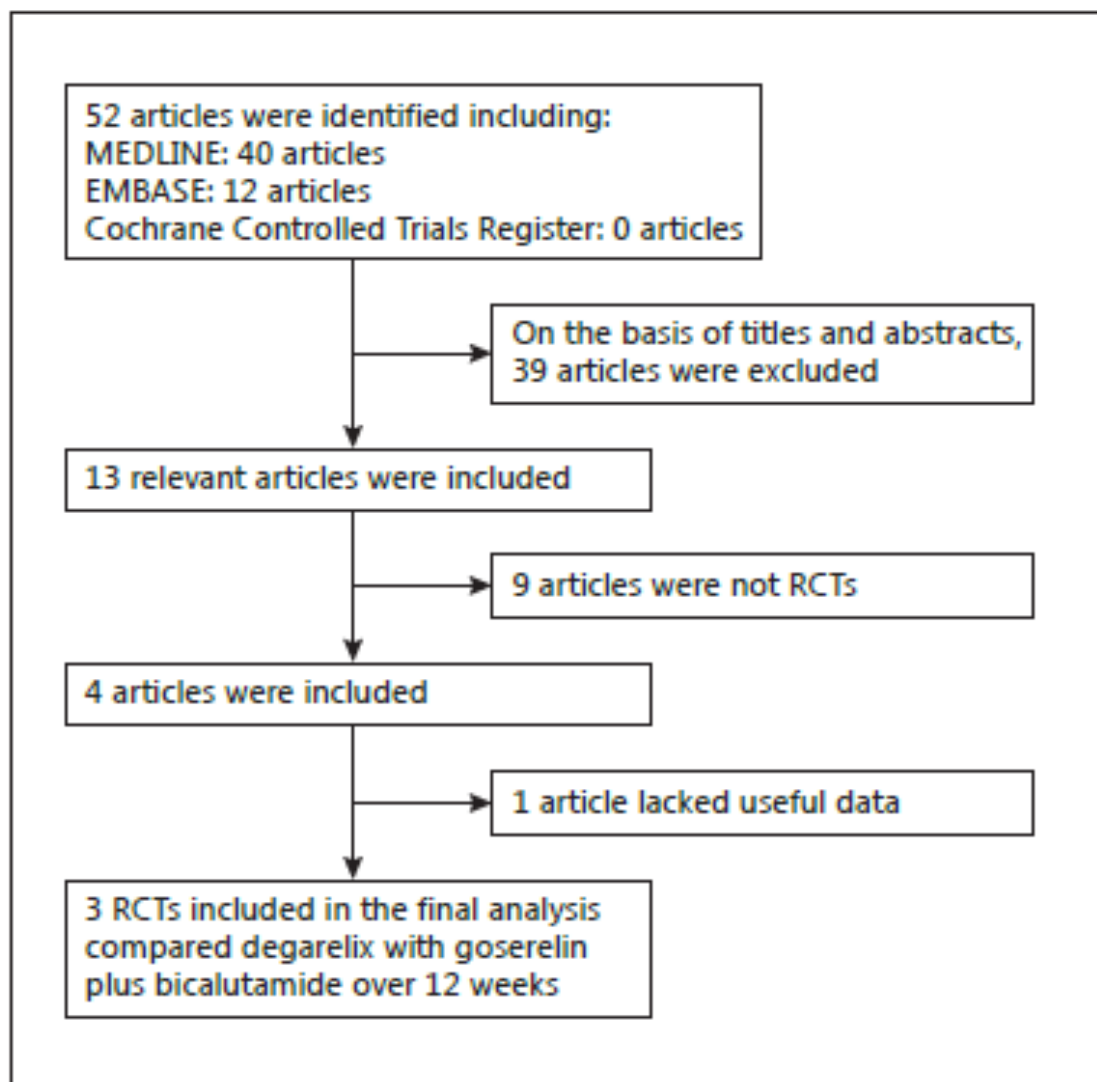 52 articles were identified including:
MEDLINE: 40 articles
EMBASE: 12 articles
Cochrane Controlled Trials Register: 0 articles
On the basis of titles and abstracts,
39 articles were excluded
13 relevant articles were included
9 articles were not RCTs
4 articles were included
1 article lacked useful data
3 RCTs included in the final analysis
compared degarelix with goserelin
plus bicalutamide over 12 weeks